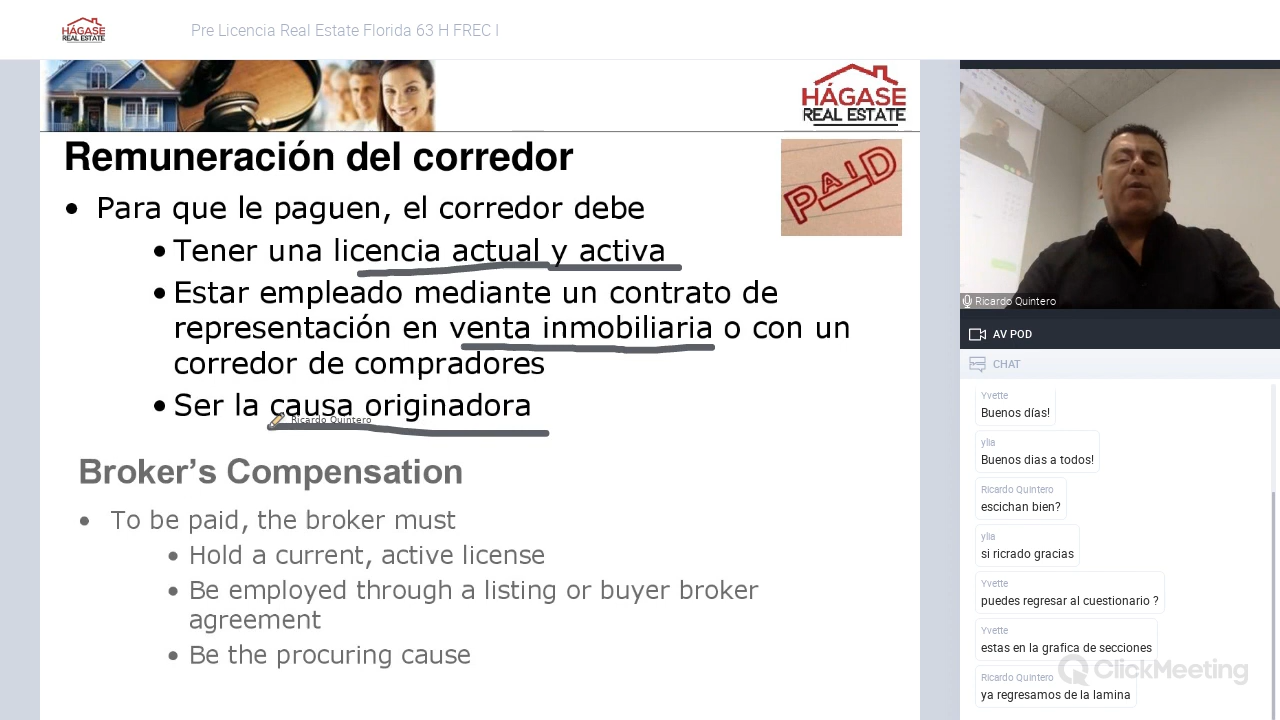 HÁGASE
REAL ESTATE
Pre Licencia Real Estate Florida 63 H FREC I
HÁGASE
REAL ESTATE
Remuneración del corredor
PAID
• Para que le paguen, el corredor debe
• Tener una licencia actual y activa
• Estar empleado mediante un contrato de
representación en venta inmobiliaria o con un
corredor de compradores
• Ser la causa originadora
Ricardo Quintero
Broker’s Compensation
• To be paid, the broker must
• Hold a current, active license
• Be employed through a listing or buyer broker
agreement
• Be the procuring cause
Ricardo Quintero
AV POD
CHAT
Yvette
Buenos días!
ylia
Buenos dias a todos!
Ricardo Quintero
escichan bien?
ylia
si ricrado gracias
Yvette
puedes regresar al cuestionario ?
Yvette
estas en la grafica de secciones
Ricardo Quintero
ya regresamos de la lamina
ClickMeeting